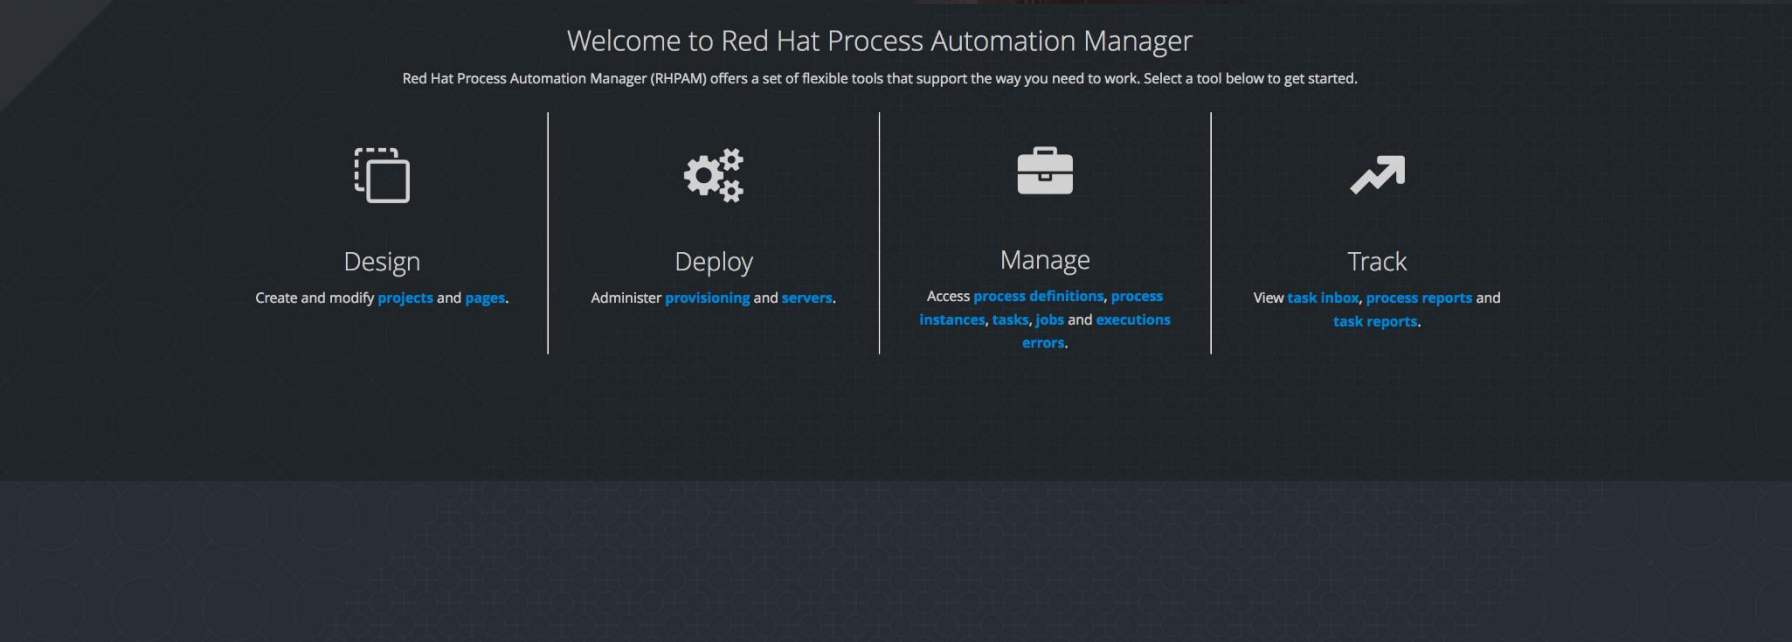 Welcome to Red Hat Process Automation Manager
Red Hat Process Automation Manager (RHPAM) offers a set of flexible tools that support the way you need to work. Select a tool below to get started.
Design
Create and modify projects and pages.
Deploy
Administer provisioning and servers.
Manage
Access process definitions, process
instances, tasks, jobs and executions
errors.
Track
View task inbox, process reports and
task reports.